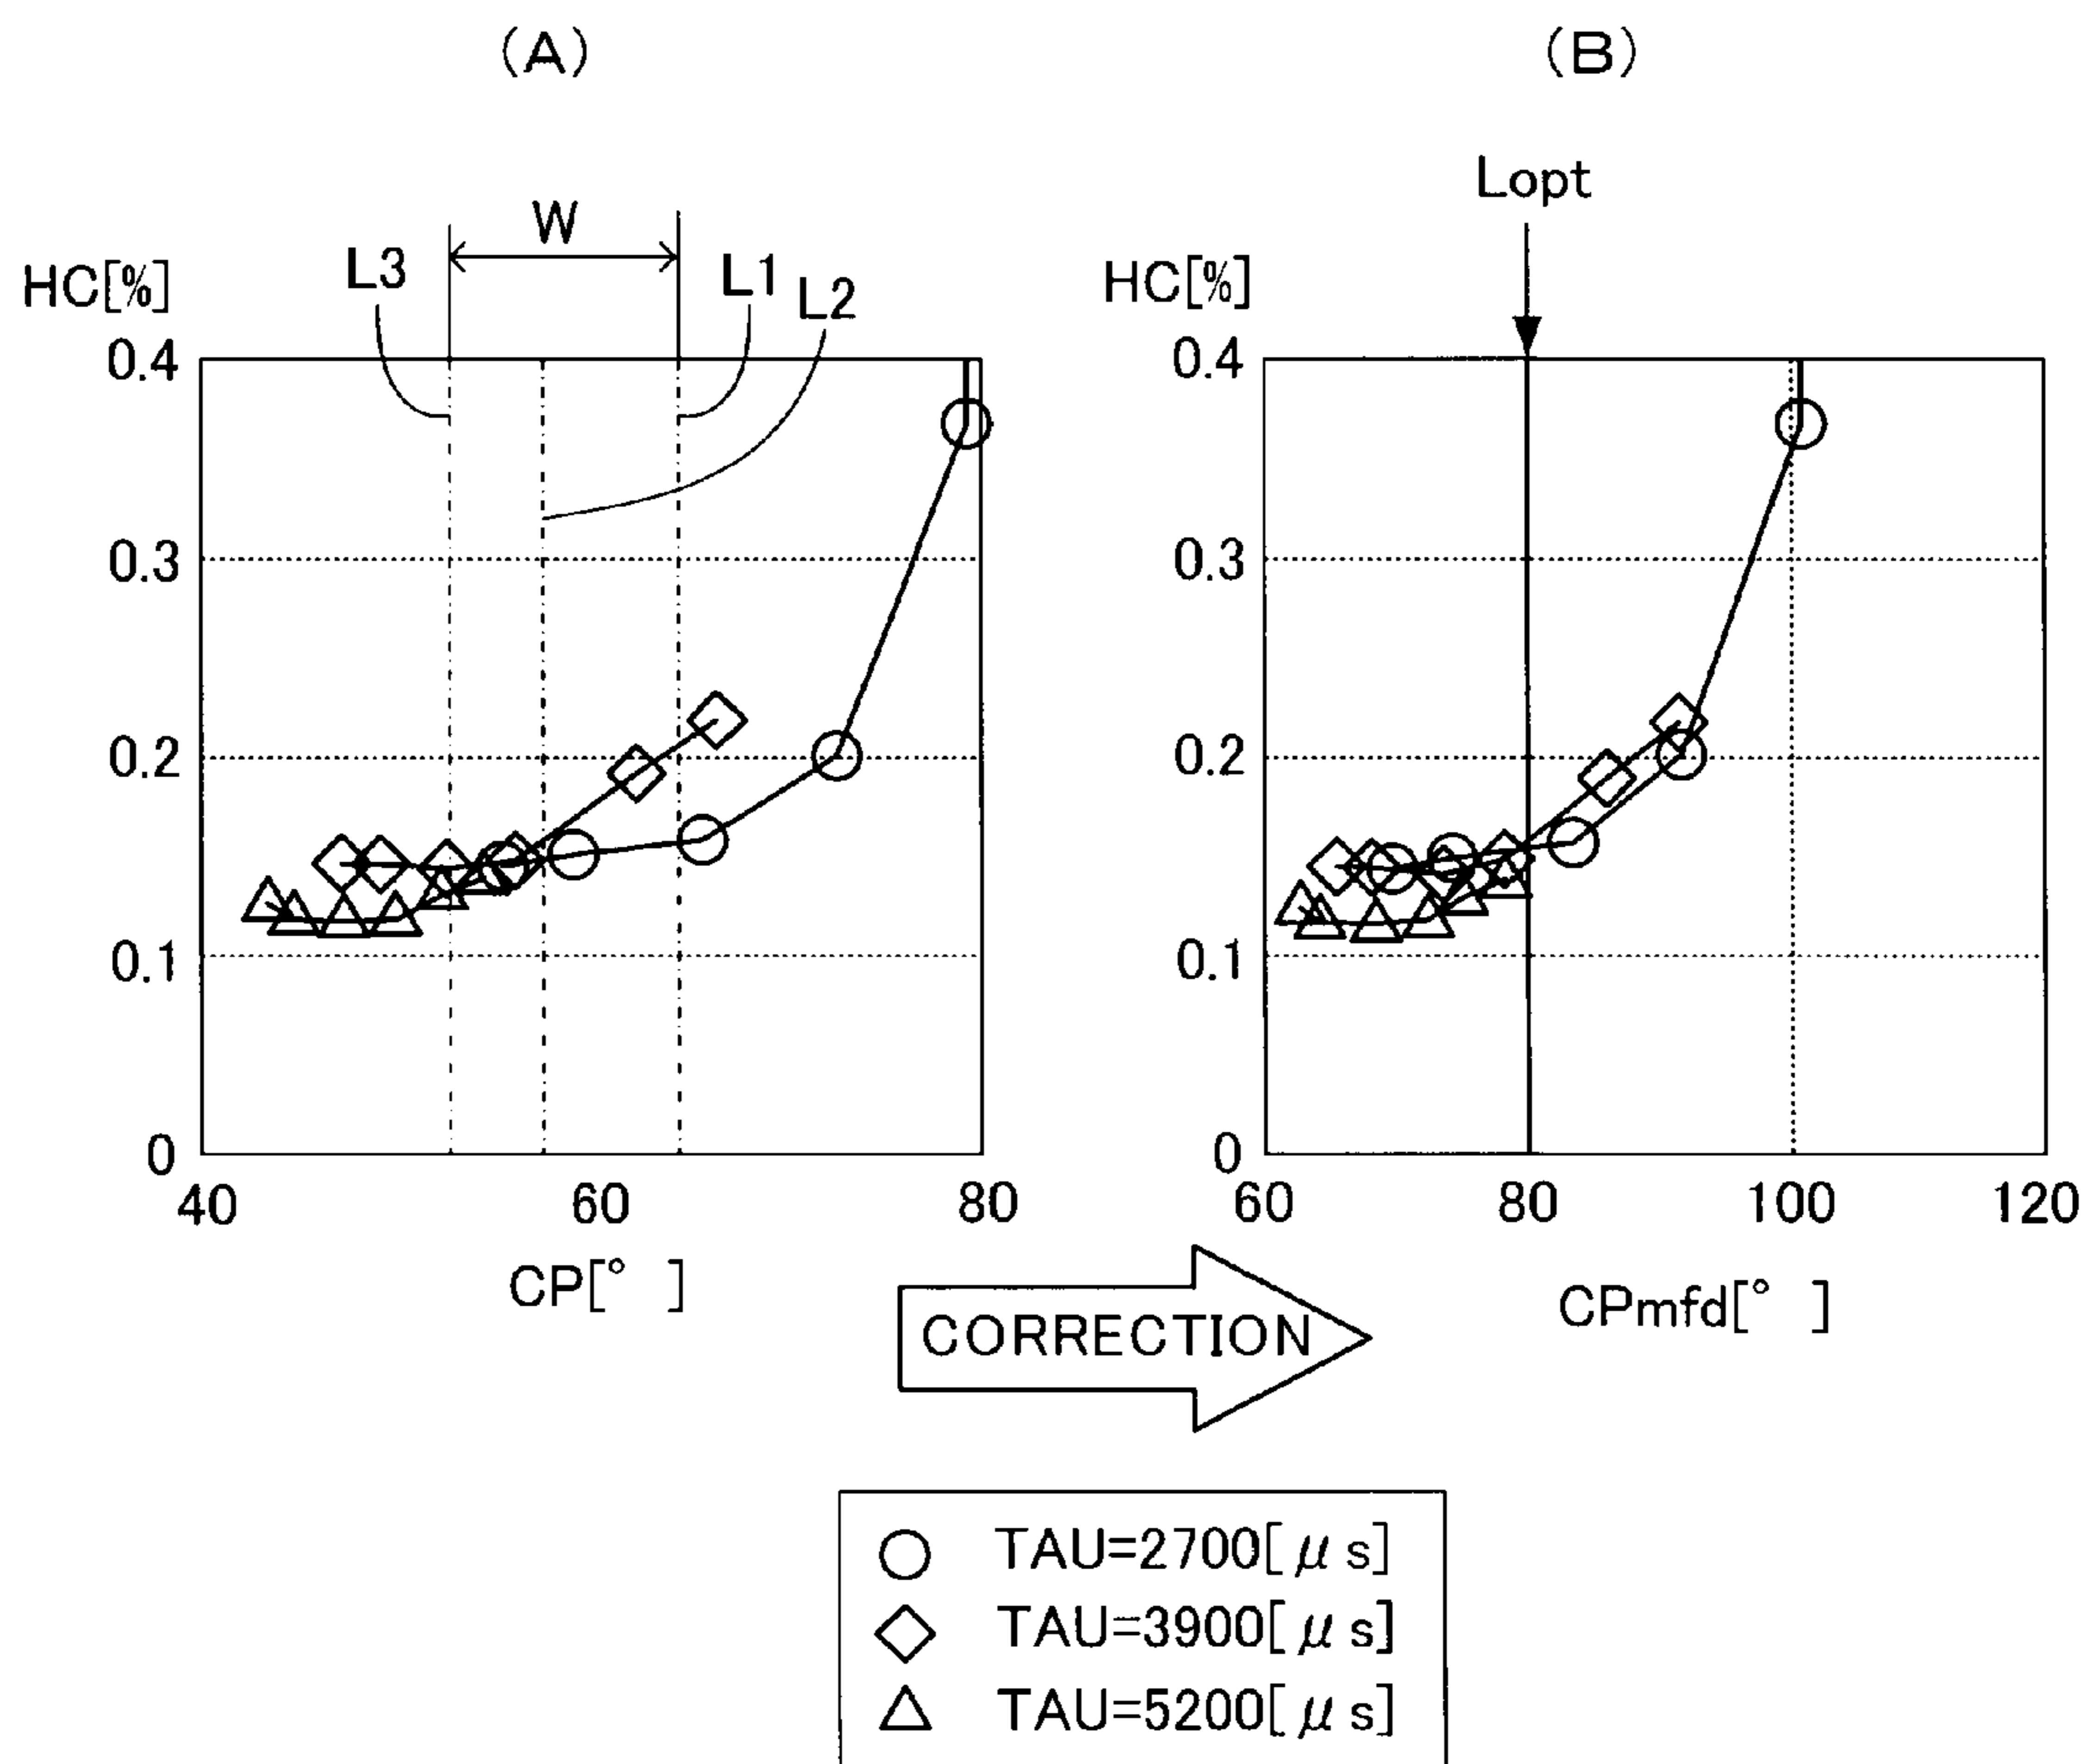 (A)
(B)
Lopt
W
L3
L1
L2
HC[%]
HC[%]
0.4
0.3
0.2
0.1
0
40
60
80
CP[° ]
0.4
0.3
0.2
0.1
0
60
80
100
120
CPmfd[° ]
CORRECTION
TAU=2700[μs]
TAU=3900[μs]
TAU=5200[μs]